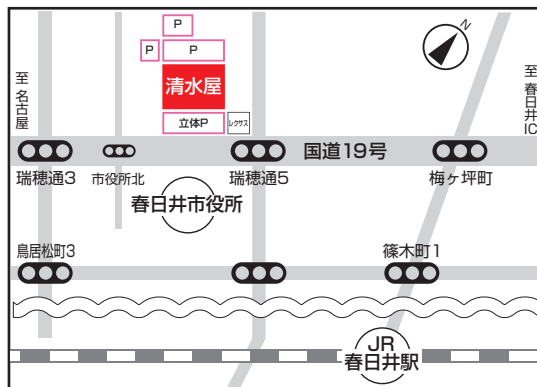 P
N
P
P
至名古屋
清水屋
至春日井IC
立体P
レクサス
国道19号
瑞穂通3
市役所北
瑞穂通5
梅ヶ坪町
春日井市役所
鳥居松町3
篠木町1
JR
春日井駅